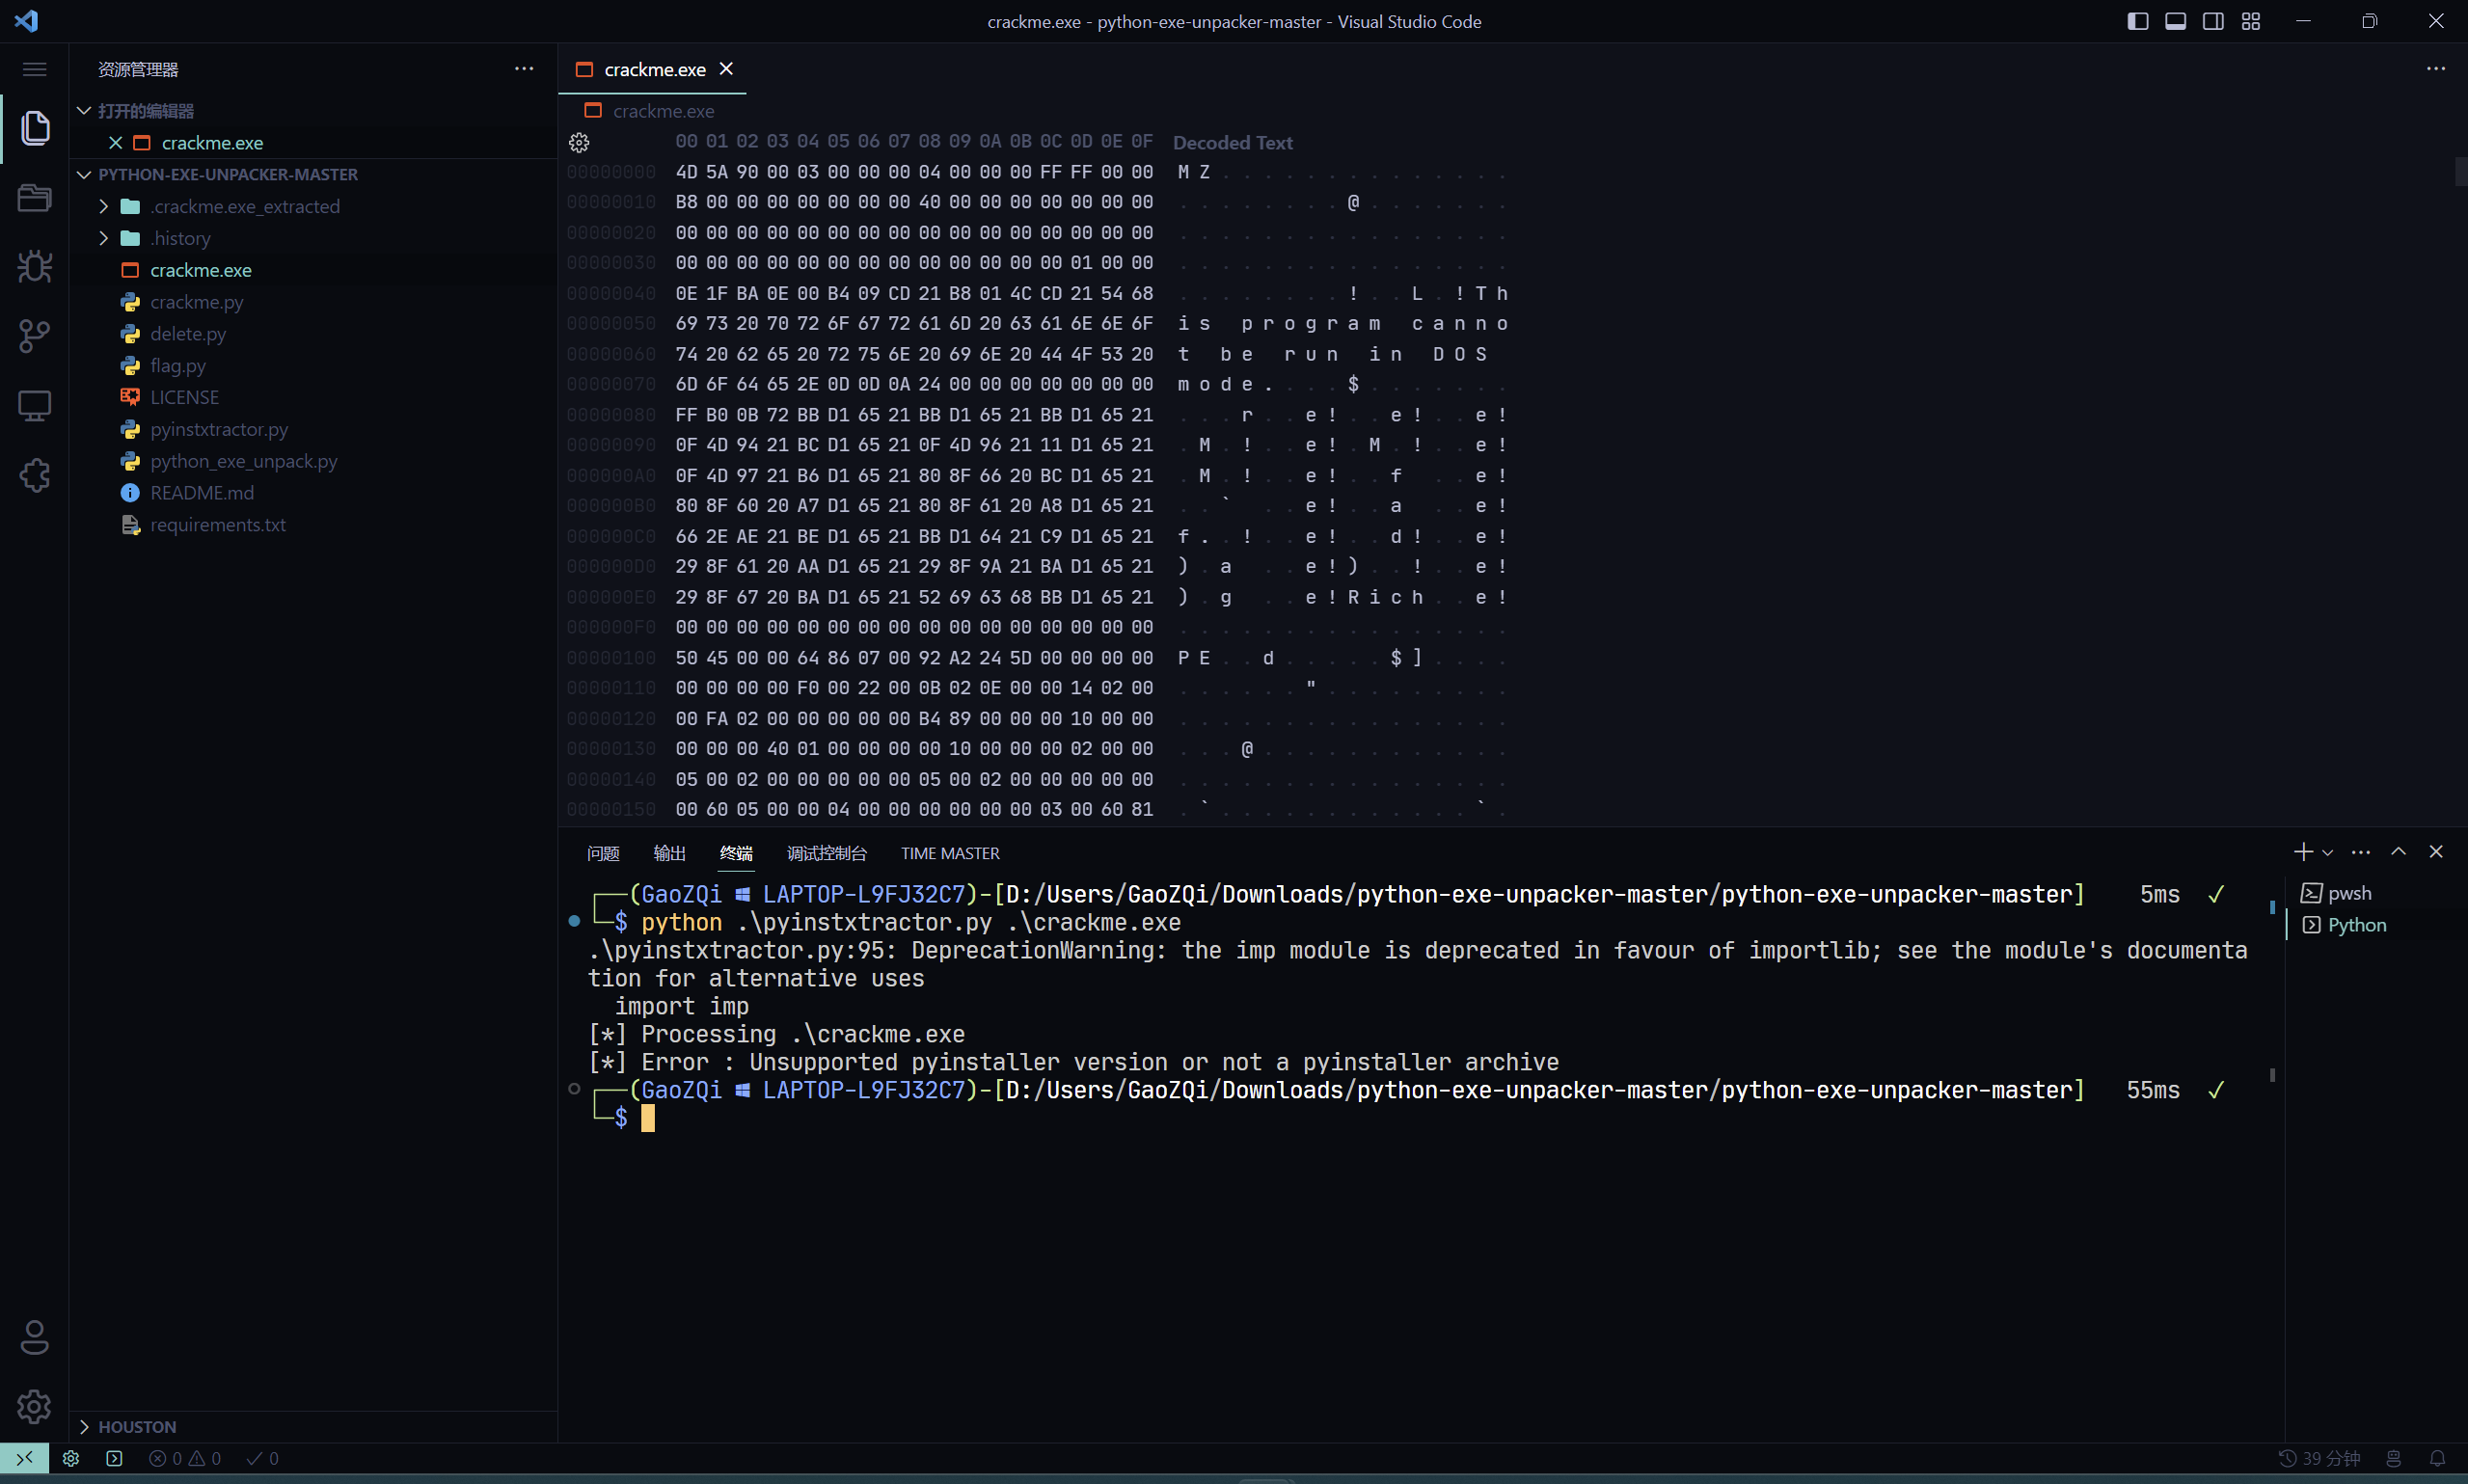 crackme.exe - python-exe-unpacker-master - Visual Studio Code
资源管理器
打开的编辑器
crackme.exe
PYTHON-EXE-UNPACKER-MASTER
.crackme.exe_extracted
.history
crackme.exe
crackme.py
delete.py
flag.py
LICENSE
pyinstxtractor.py
python_exe_unpack.py
README.md
requirements.txt
HOUSTON
crackme.exe
crackme.exe
00 01 02 03 04 05 06 07 08 09 0A 0B 0C 0D 0E 0F Decoded Text
00000000 4D 5A 90 00 03 00 00 00 04 00 00 00 FF FF 00 00 M Z . . . . . . . . . . . . . .
00000010 B8 00 00 00 00 00 00 00 40 00 00 00 00 00 00 00 . . . . . . . . @ . . . . . . .
00000020 00 00 00 00 00 00 00 00 00 00 00 00 00 00 00 00 . . . . . . . . . . . . . . . .
00000030 00 00 00 00 00 00 00 00 00 00 00 00 00 01 00 00 . . . . . . . . . . . . . . . .
00000040 0E 1F BA 0E 00 B4 09 CD 21 B8 01 4C CD 21 54 68 . . . . . . . . ! . . L . ! T h
00000050 69 73 20 70 72 6F 67 72 61 6D 20 63 61 6E 6E 6F i s   p r o g r a m   c a n n o
00000060 74 20 62 65 20 72 75 6E 20 69 6E 20 44 4F 53 20 t   b e   r u n   i n   D O S
00000070 6D 6F 64 65 2E 0D 0D 0A 24 00 00 00 00 00 00 00 m o d e . . . . $ . . . . . . .
00000080 FF B0 0B 72 BB D1 65 21 BB D1 65 21 BB D1 65 21 . . . r . . e ! . . e ! . . e !
00000090 0F 4D 94 21 BC D1 65 21 0F 4D 96 21 11 D1 65 21 . M . ! . . e ! . M . ! . . e !
000000A0 0F 4D 97 21 B6 D1 65 21 80 8F 66 20 BC D1 65 21 . M . ! . . e ! . . f   . . e !
000000B0 80 8F 60 20 A7 D1 65 21 80 8F 61 20 A8 D1 65 21 . . `   . . e ! . . a   . . e !
000000C0 66 2E AE 21 BE D1 65 21 BB D1 64 21 C9 D1 65 21 f . . ! . . e ! . . d ! . . e !
000000D0 29 8F 61 20 AA D1 65 21 29 8F 9A 21 BA D1 65 21 ) . a   . . e ! ) . . ! . . e !
000000E0 29 8F 67 20 BA D1 65 21 52 69 63 68 BB D1 65 21 ) . g   . . e ! R i c h . . e !
000000F0 00 00 00 00 00 00 00 00 00 00 00 00 00 00 00 00 . . . . . . . . . . . . . . . .
00000100 50 45 00 00 64 86 07 00 92 A2 24 5D 00 00 00 00 P E . . d . . . . . $ ] . . . .
00000110 00 00 00 00 F0 00 22 00 0B 02 0E 00 00 14 02 00 . . . . . . " . . . . . . . . .
00000120 00 FA 02 00 00 00 00 00 B4 89 00 00 00 10 00 00 . . . . . . . . . . . . . . . .
00000130 00 00 00 40 01 00 00 00 00 10 00 00 00 02 00 00 . . . @ . . . . . . . . . . . .
00000140 05 00 02 00 00 00 00 00 05 00 02 00 00 00 00 00 . . . . . . . . . . . . . . . .
00000150 00 60 05 00 00 04 00 00 00 00 00 00 03 00 60 81 . ` . . . . . . . . . . . . ` .
问题 输出 终端 调试控制台 TIME MASTER
┌──(GaoZQi LAPTOP-L9FJ32C7)-[D:/Users/GaoZQi/Downloads/python-exe-unpacker-master/python-exe-unpacker-master] 5ms ✓
└─$ python .\pyinstxtractor.py .\crackme.exe
.\pyinstxtractor.py:95: DeprecationWarning: the imp module is deprecated in favour of importlib; see the module's documenta
tion for alternative uses
import imp
[*] Processing .\crackme.exe
[*] Error : Unsupported pyinstaller version or not a pyinstaller archive
┌──(GaoZQi LAPTOP-L9FJ32C7)-[D:/Users/GaoZQi/Downloads/python-exe-unpacker-master/python-exe-unpacker-master] 55ms ✓
└─$
pwsh
Python
0 0 0
39 分钟